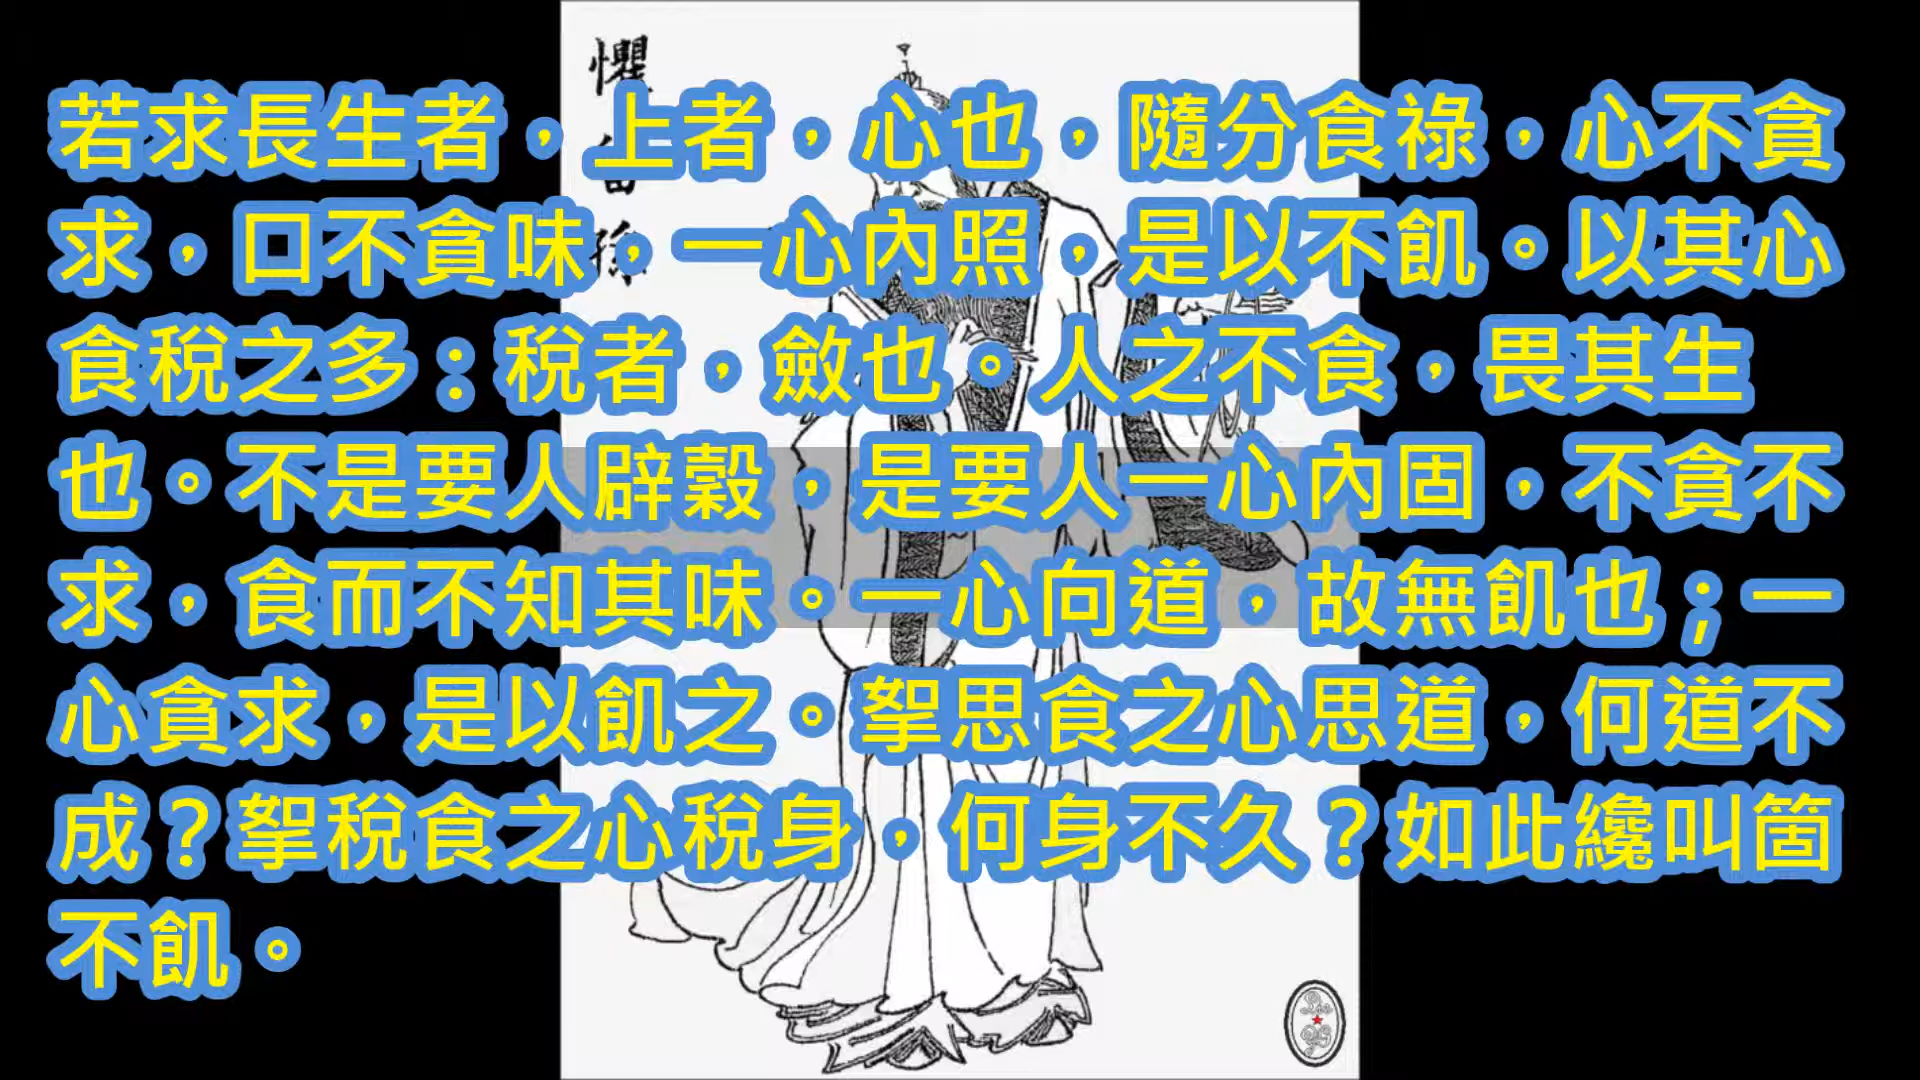 若求長生者，上者，心也，隨分食祿，心不貪
求，口不貪味，一心內照，是以不飢。以其心
食稅之多：稅者，斂也。人之不食，畏其生
也。不是要人辟穀，是要人一心內固，不貪不
求，食而不知其味。一心向道，故無飢也；一
心貪求，是以飢之。挐思食之心思道，何道不
成？挐稅食之心稅身，何身不久？如此纔叫箇
不飢。
懼留孫